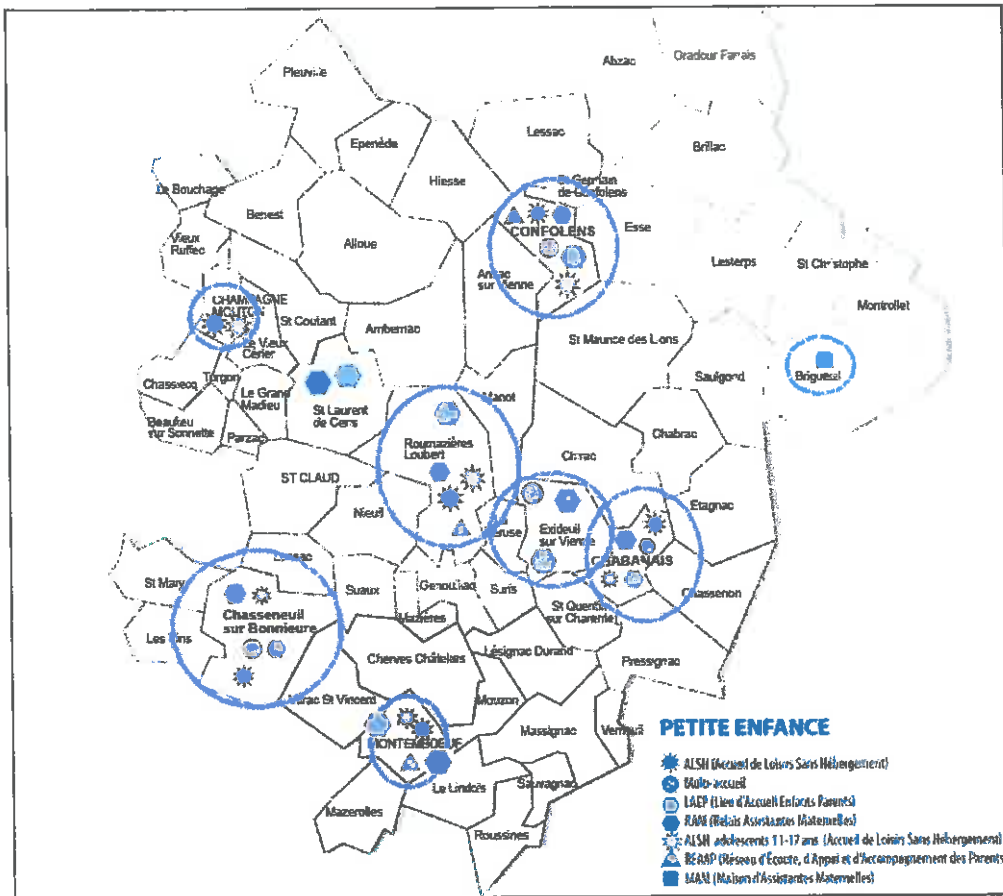 Pleuville
Abzac
Oradour Fanais
Epenède
Lessac
Brillac
Le Bouchage
Hiesse
St Germain
de Confolens
Benest
Alloue
CONFOLENS
Esse
Vieux
Ruffec
Lesterps
St Christophe
Ansac
sur Vienne
Montrollet
CHAMPAGNE
MOUTON
St Coutant
Ambernac
St Maurice des Lions
Le Vieux
Cerier
Brigueuil
Chassiecq
Turgon
Le Grand
Madieu
Saulgond
Manot
St Laurent
de Ceris
Beaulieu
sur Sonnette
Parzac
Chabrac
Roumazières
Loubert
Chirac
ST CLAUD
Nieuil
Etagnac
Exideuil
sur Vienne
CHABANAIS
St Mary
Suaux
Genouillac
Suris
Chassenon
St Quentin
sur Charente
Chasseneuil
sur Bonnieure
Les Pins
Mazières
Cherves Châtelars
Lésignac Durand
Pressignac
St Vincent
Mouzon
Massignac
Verneuil
MONTEMBOEUF
Le Lindois
Sauvagnac
Mazerolles
Roussines
PETITE ENFANCE
ALSH (Accueil de Loisirs Sans Hébergement)
Multi-accueil
LAEP (Lieu d'Accueil Enfants Parents)
RAM (Relais Assistantes Maternelles)
ALSH adolescents 11-17 ans (Accueil de Loisirs Sans Hébergement)
REAAP (Réseau d'Ecoute, d'Appui et d'Accompagnement des Parents
MAM (Maison d'Assistantes Maternelles)